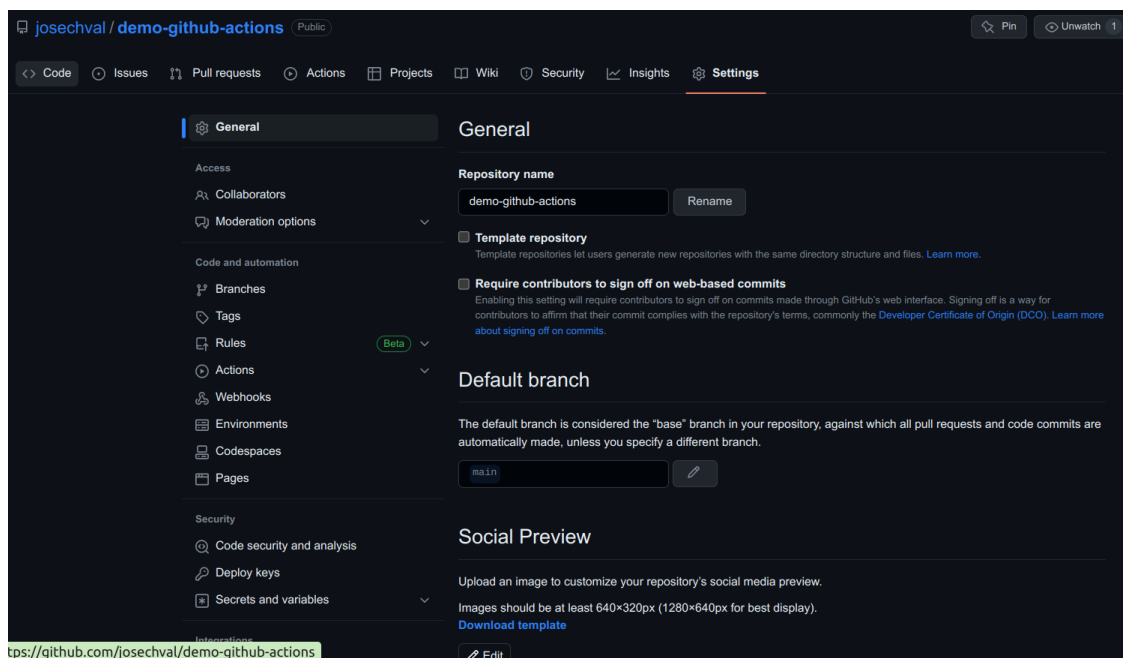 josechval / demo-github-actions Public
Pin
Unwatch 1
Code
Issues
Pull requests
Actions
Projects
Wiki
Security
Insights
Settings
General
Access
Collaborators
Moderation options
Code and automation
Branches
Tags
Rules Beta
Actions
Webhooks
Environments
Codespaces
Pages
Security
Code security and analysis
Deploy keys
Secrets and variables
Integrations
General
Repository name
demo-github-actions Rename
Template repository
Template repositories let users generate new repositories with the same directory structure and files. Learn more.
Require contributors to sign off on web-based commits
Enabling this setting will require contributors to sign off on commits made through GitHub's web interface. Signing off is a way for
contributors to affirm that their commit complies with the repository's terms, commonly the Developer Certificate of Origin (DCO). Learn more
about signing off on commits.
Default branch
The default branch is considered the “base” branch in your repository, against which all pull requests and code commits are
automatically made, unless you specify a different branch.
main
Social Preview
Upload an image to customize your repository's social media preview.
Images should be at least 640×320px (1280×640px for best display).
Download template
Edit
tps://github.com/josechval/demo-github-actions